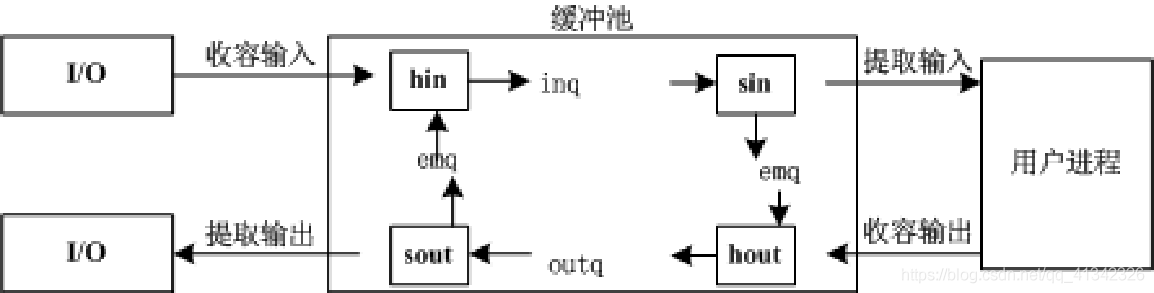 缓冲池
I/O
收容输入
hin
inq
sin
提取输入
emq
emq
用户进程
I/O
提取输出
sout
outq
hout
收容输出
https://blog.csdn.net/qq_41342326